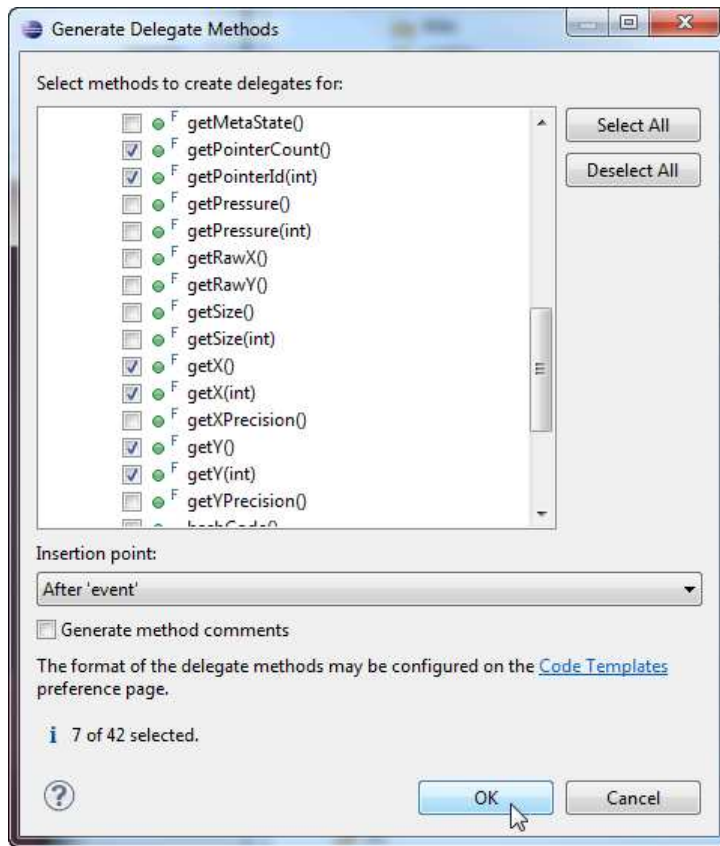 Generate Delegate Methods
Select methods to create delegates for:
F getMetaState()
F getPointerCount()
F getPointerId(int)
F getPressure()
F getPressure(int)
F getRawX()
F getRawY()
F getSize()
F getSize(int)
F getX()
F getX(int)
F getXPrecision()
F getY()
F getY(int)
F getYPrecision()
hashCode()
Select All
Deselect All
Insertion point:
After 'event'
Generate method comments
The format of the delegate methods may be configured on the Code Templates
preference page.
i 7 of 42 selected.
?
OK
Cancel